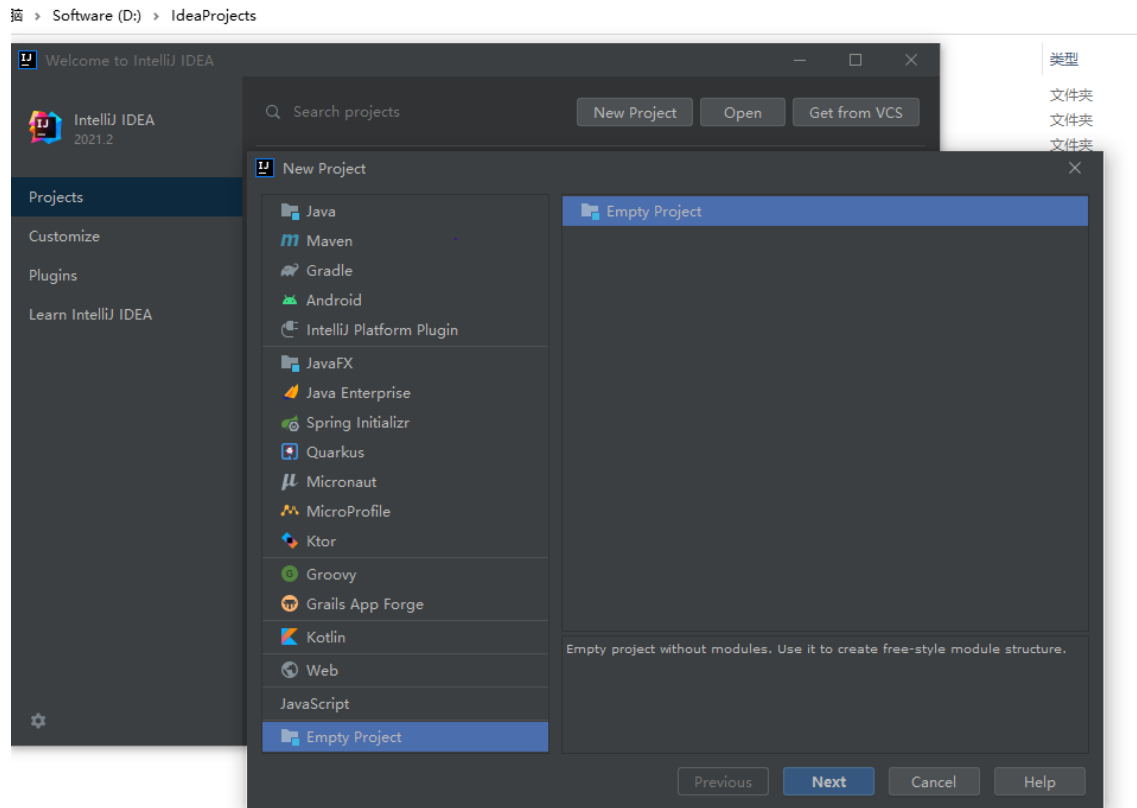 脑 › Software (D:) › IdeaProjects
Welcome to IntelliJ IDEA
类型
文件夹
文件夹
文件夹
IntelliJ IDEA
2021.2
Search projects
New Project
Open
Get from VCS
Projects
Customize
Plugins
Learn IntelliJ IDEA
New Project
Java
Maven
Gradle
Android
IntelliJ Platform Plugin
JavaFX
Java Enterprise
Spring Initializr
Quarkus
Micronaut
MicroProfile
Ktor
Groovy
Grails App Forge
Kotlin
Web
JavaScript
Empty Project
Empty Project
Empty project without modules. Use it to create free-style module structure.
Previous
Next
Cancel
Help